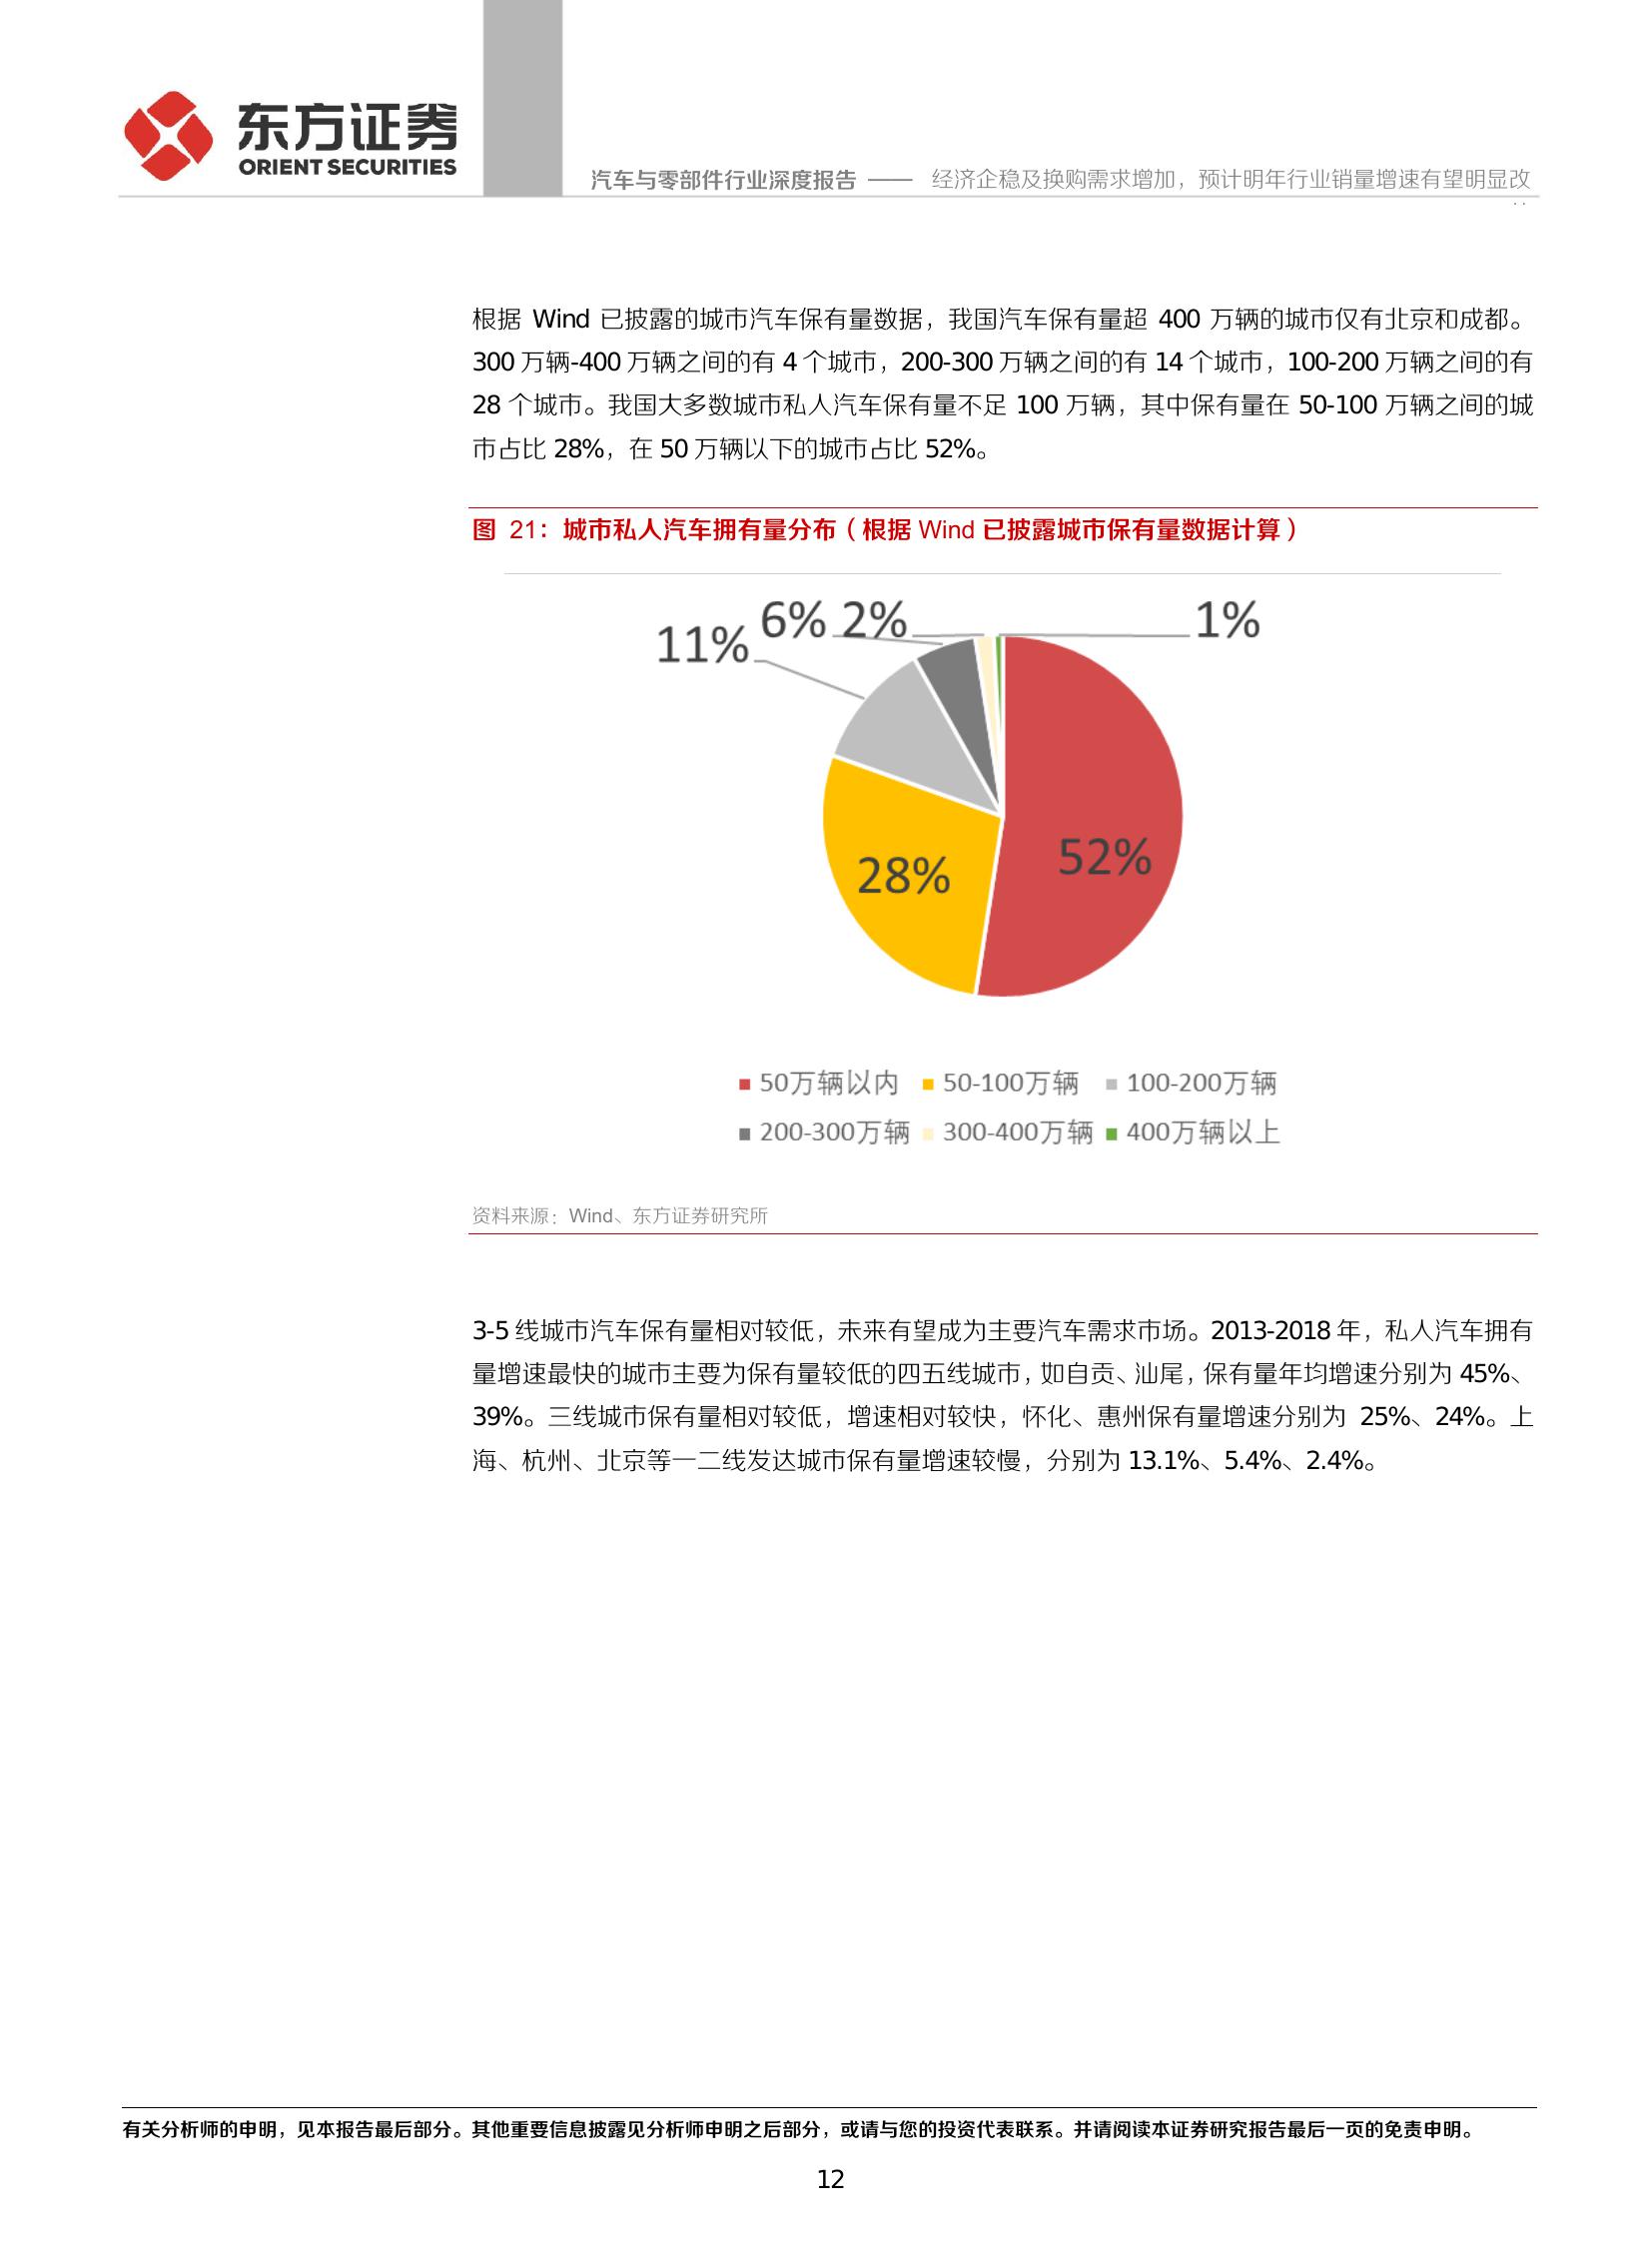 东方证券
ORIENT SECURITIES
汽车与零部件行业深度报告 —— 经济企稳及换购需求增加，预计明年行业销量增速有望明显改
根据 Wind 已披露的城市汽车保有量数据，我国汽车保有量超 400 万辆的城市仅有北京和成都。
300 万辆-400 万辆之间的有 4 个城市，200-300 万辆之间的有 14 个城市，100-200 万辆之间的有
28 个城市。我国大多数城市私人汽车保有量不足 100 万辆，其中保有量在 50-100 万辆之间的城
市占比 28%，在 50 万辆以下的城市占比 52%。
图 21：城市私人汽车拥有量分布（根据 Wind 已披露城市保有量数据计算）
11% 6% 2% 1%
28% 52%
50万辆以内 50-100万辆 100-200万辆
200-300万辆 300-400万辆 400万辆以上
资料来源：Wind、东方证券研究所
3-5 线城市汽车保有量相对较低，未来有望成为主要汽车需求市场。2013-2018 年，私人汽车拥有
量增速最快的城市主要为保有量较低的四五线城市，如自贡、汕尾，保有量年均增速分别为 45%、
39%。三线城市保有量相对较低，增速相对较快，怀化、惠州保有量增速分别为 25%、24%。上
海、杭州、北京等一二线发达城市保有量增速较慢，分别为 13.1%、5.4%、2.4%。
有关分析师的申明，见本报告最后部分。其他重要信息披露见分析师申明之后部分，或请与您的投资代表联系。并请阅读本证券研究报告最后一页的免责申明。
12